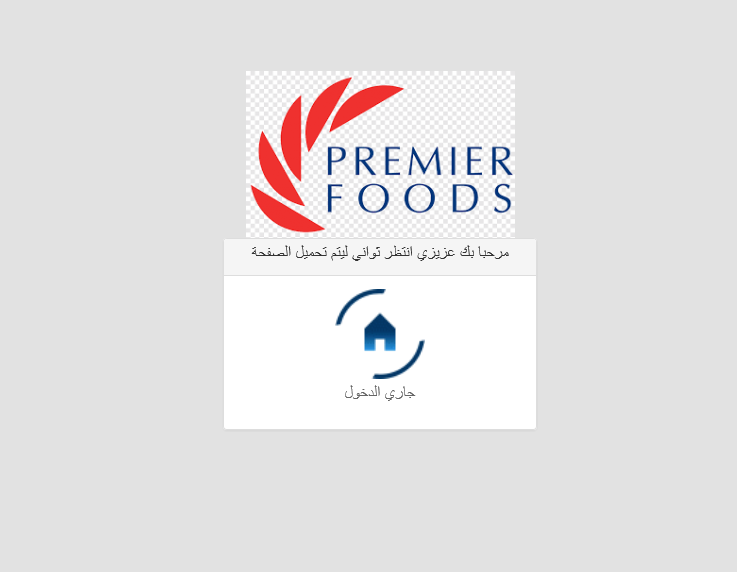 PREMIER
FOODS
مرحبا بك عزيزي انتظر ثواني ليتم تحميل الصفحة
جاري الدخول